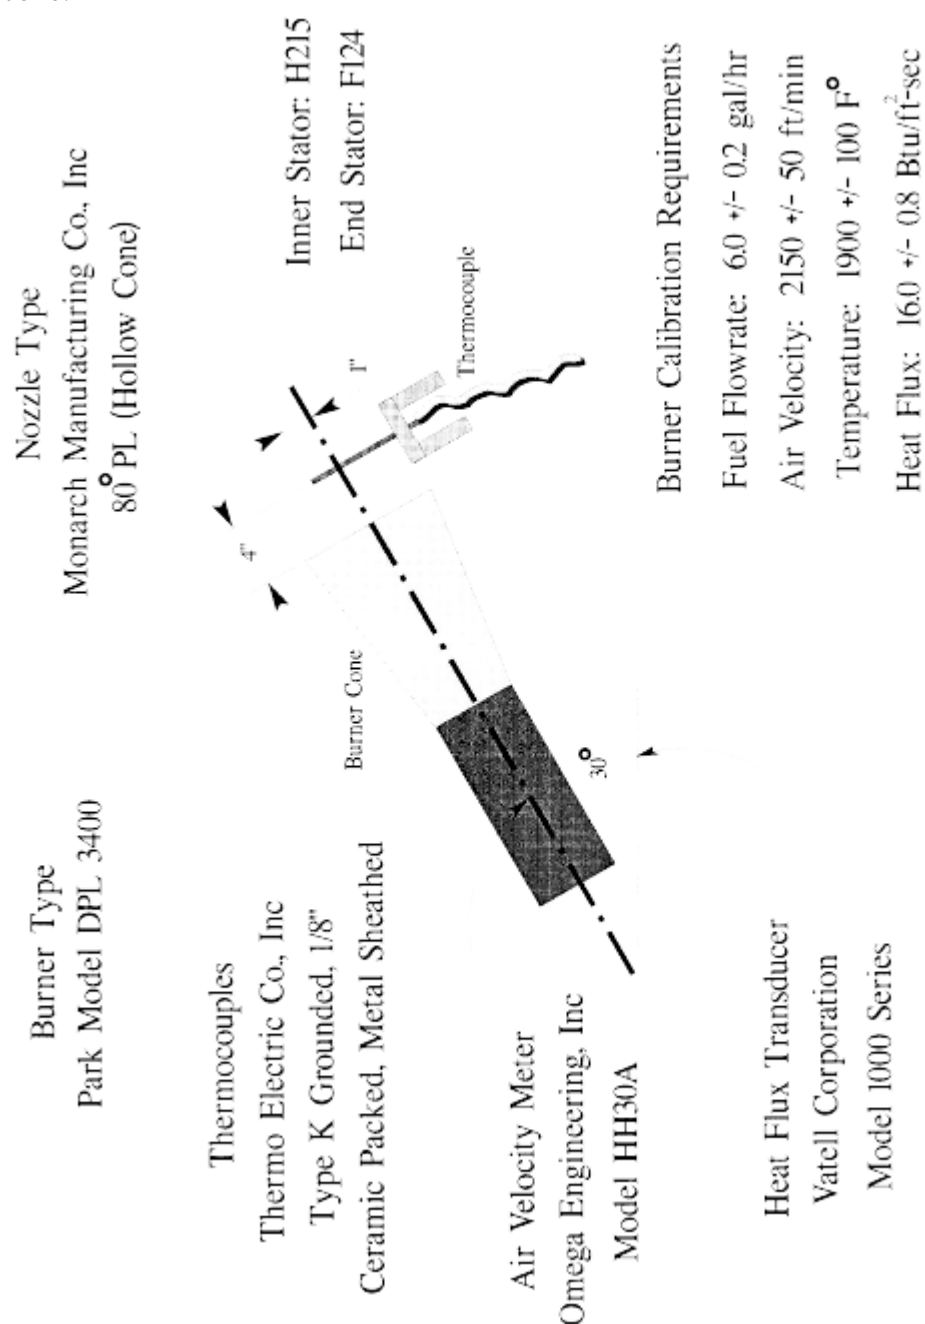 Burner Type
Park Model DPL 3400
Nozzle Type
Monarch Manufacturing Co., Inc
80° PL (Hollow Cone)
Thermocouples
Thermo Electric Co., Inc
Type K Grounded, 1/8"
Ceramic Packed, Metal Sheathed
Inner Stator: H215
End Stator: F124
4"
1"
Burner Cone
Thermocouple
30°
Air Velocity Meter
Omega Engineering, Inc
Model HH30A
Heat Flux Transducer
Vatell Corporation
Model 1000 Series
Burner Calibration Requirements
Fuel Flowrate: 6.0 +/- 0.2 gal/hr
Air Velocity: 2150 +/- 50 ft/min
Temperature: 1900 +/- 100 F°
Heat Flux: 16.0 +/- 0.8 Btu/ft²-sec